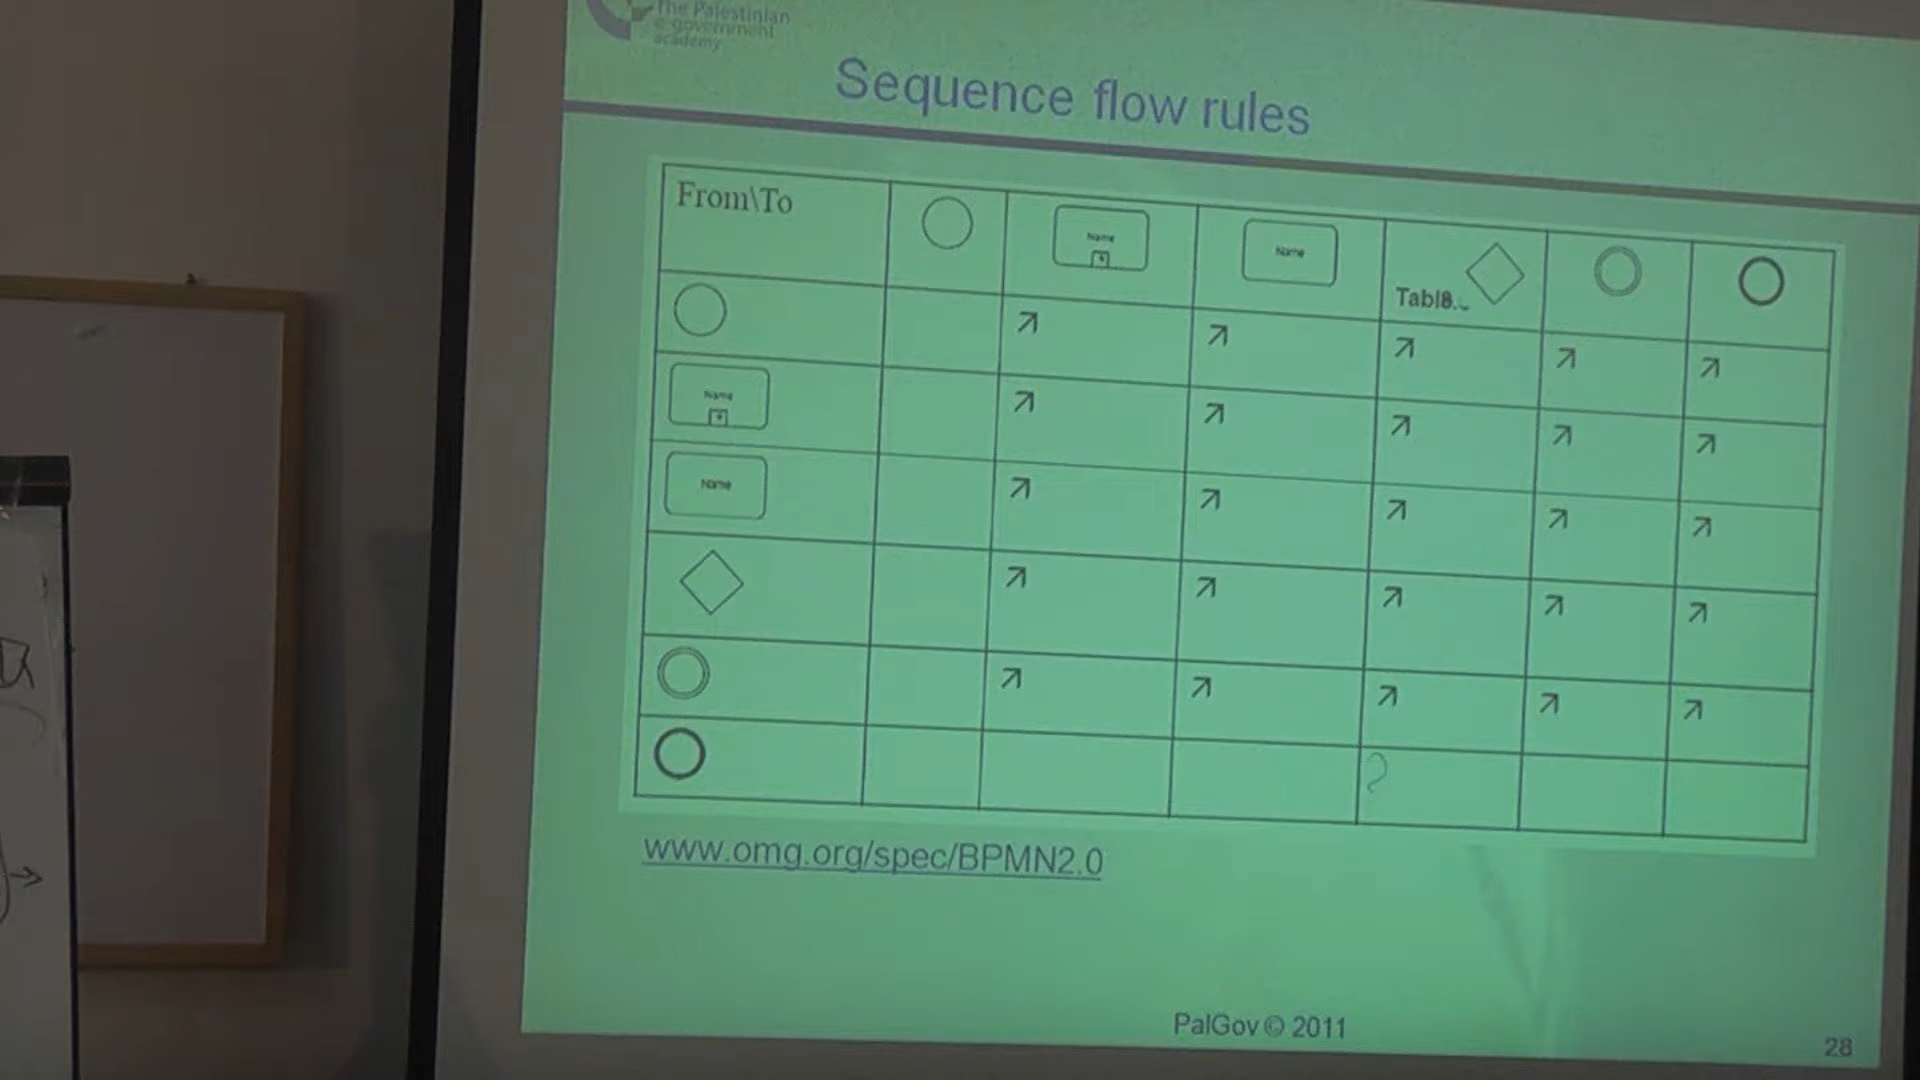 The Palestinian
e-government
academy
Sequence flow rules
From\To
Name
Name
Tabl8..
Name
Name
?
www.omg.org/spec/BPMN2.0
PalGov © 2011
28